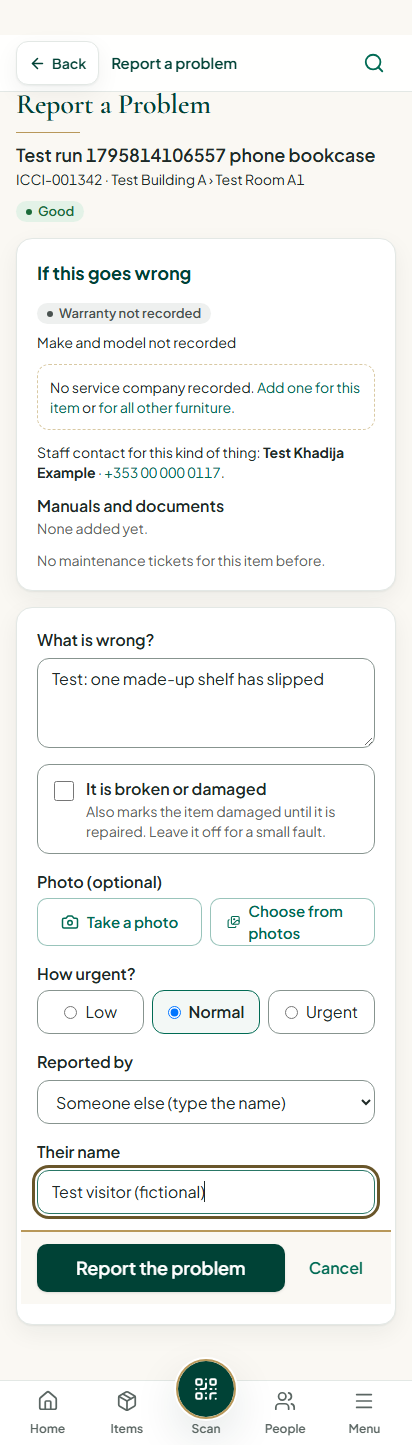 Back
Report a problem
Report a Problem
Test run 1795814106557 phone bookcase
ICCI-001342 · Test Building A › Test Room A1
Good
If this goes wrong
Warranty not recorded
Make and model not recorded
No service company recorded. Add one for this
item or for all other furniture.
Staff contact for this kind of thing: Test Khadija
Example · +353 00 000 0117.
Manuals and documents
None added yet.
No maintenance tickets for this item before.
What is wrong?
Test: one made-up shelf has slipped
It is broken or damaged
Also marks the item damaged until it is
repaired. Leave it off for a small fault.
Photo (optional)
Take a photo
Choose from
photos
How urgent?
Low
Normal
Urgent
Reported by
Someone else (type the name)
Their name
Test visitor (fictional)
Report the problem
Cancel
Home
Items
Scan
People
Menu